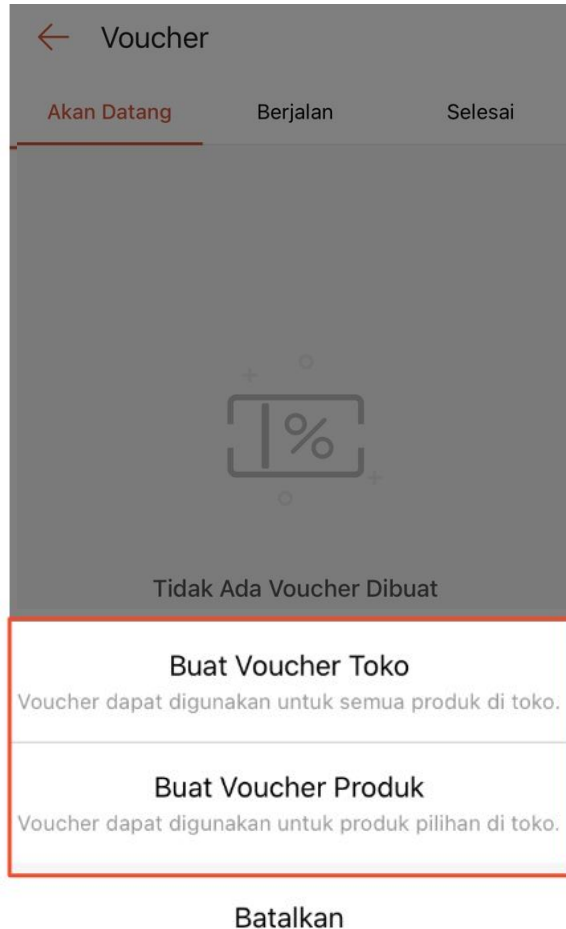 Voucher
Akan Datang Berjalan Selesai
%
Tidak Ada Voucher Dibuat
Buat Voucher Toko
Voucher dapat digunakan untuk semua produk di toko.
Buat Voucher Produk
Voucher dapat digunakan untuk produk pilihan di toko.
Batalkan